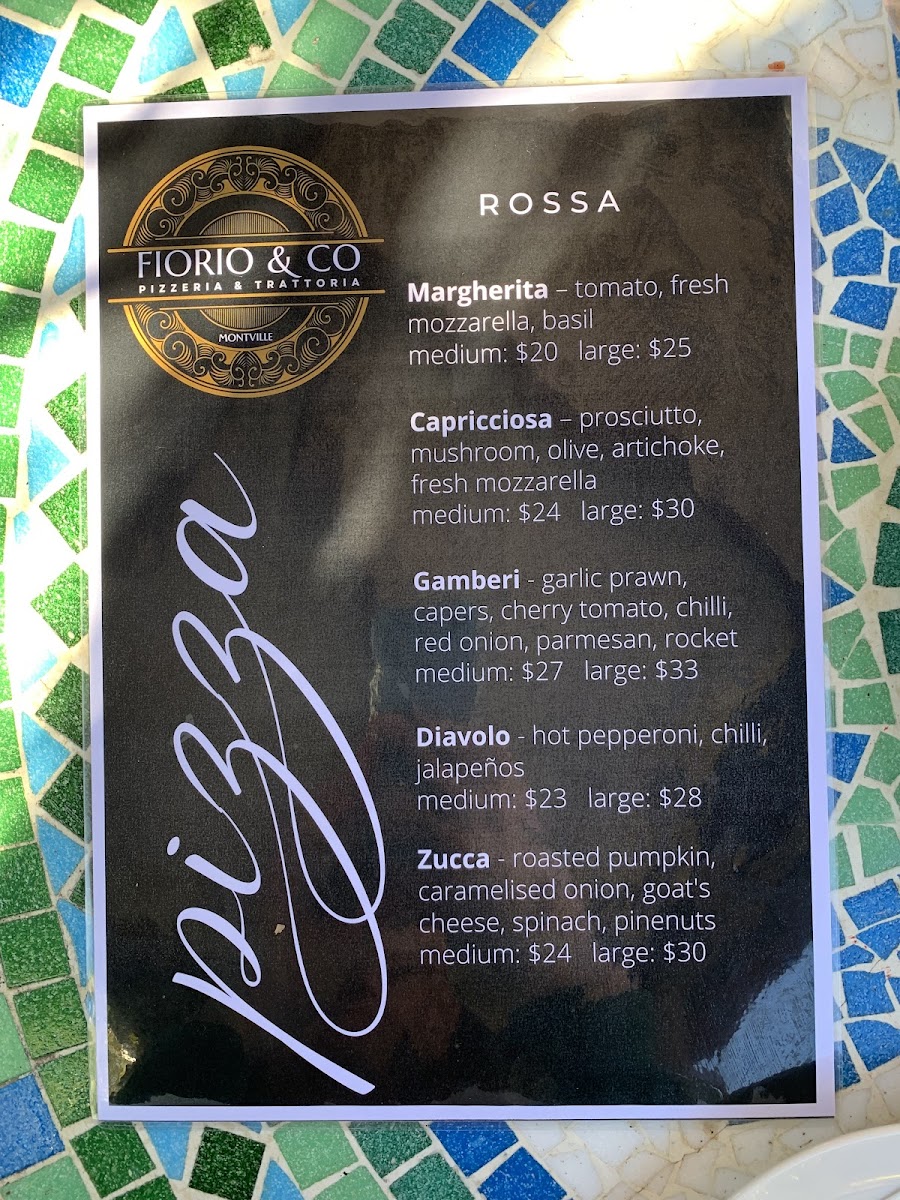 FIORIO & CO
PIZZERIA & TRATTORIA
MONTVILLE
pizza
ROSSA
Margherita – tomato, fresh
mozzarella, basil
medium: $20 large: $25
Capricciosa – prosciutto,
mushroom, olive, artichoke,
fresh mozzarella
medium: $24 large: $30
Gamberi - garlic prawn,
capers, cherry tomato, chilli,
red onion, parmesan, rocket
medium: $27 large: $33
Diavolo - hot pepperoni, chilli,
jalapeños
medium: $23 large: $28
Zucca - roasted pumpkin,
caramelised onion, goat's
cheese, spinach, pinenuts
medium: $24 large: $30